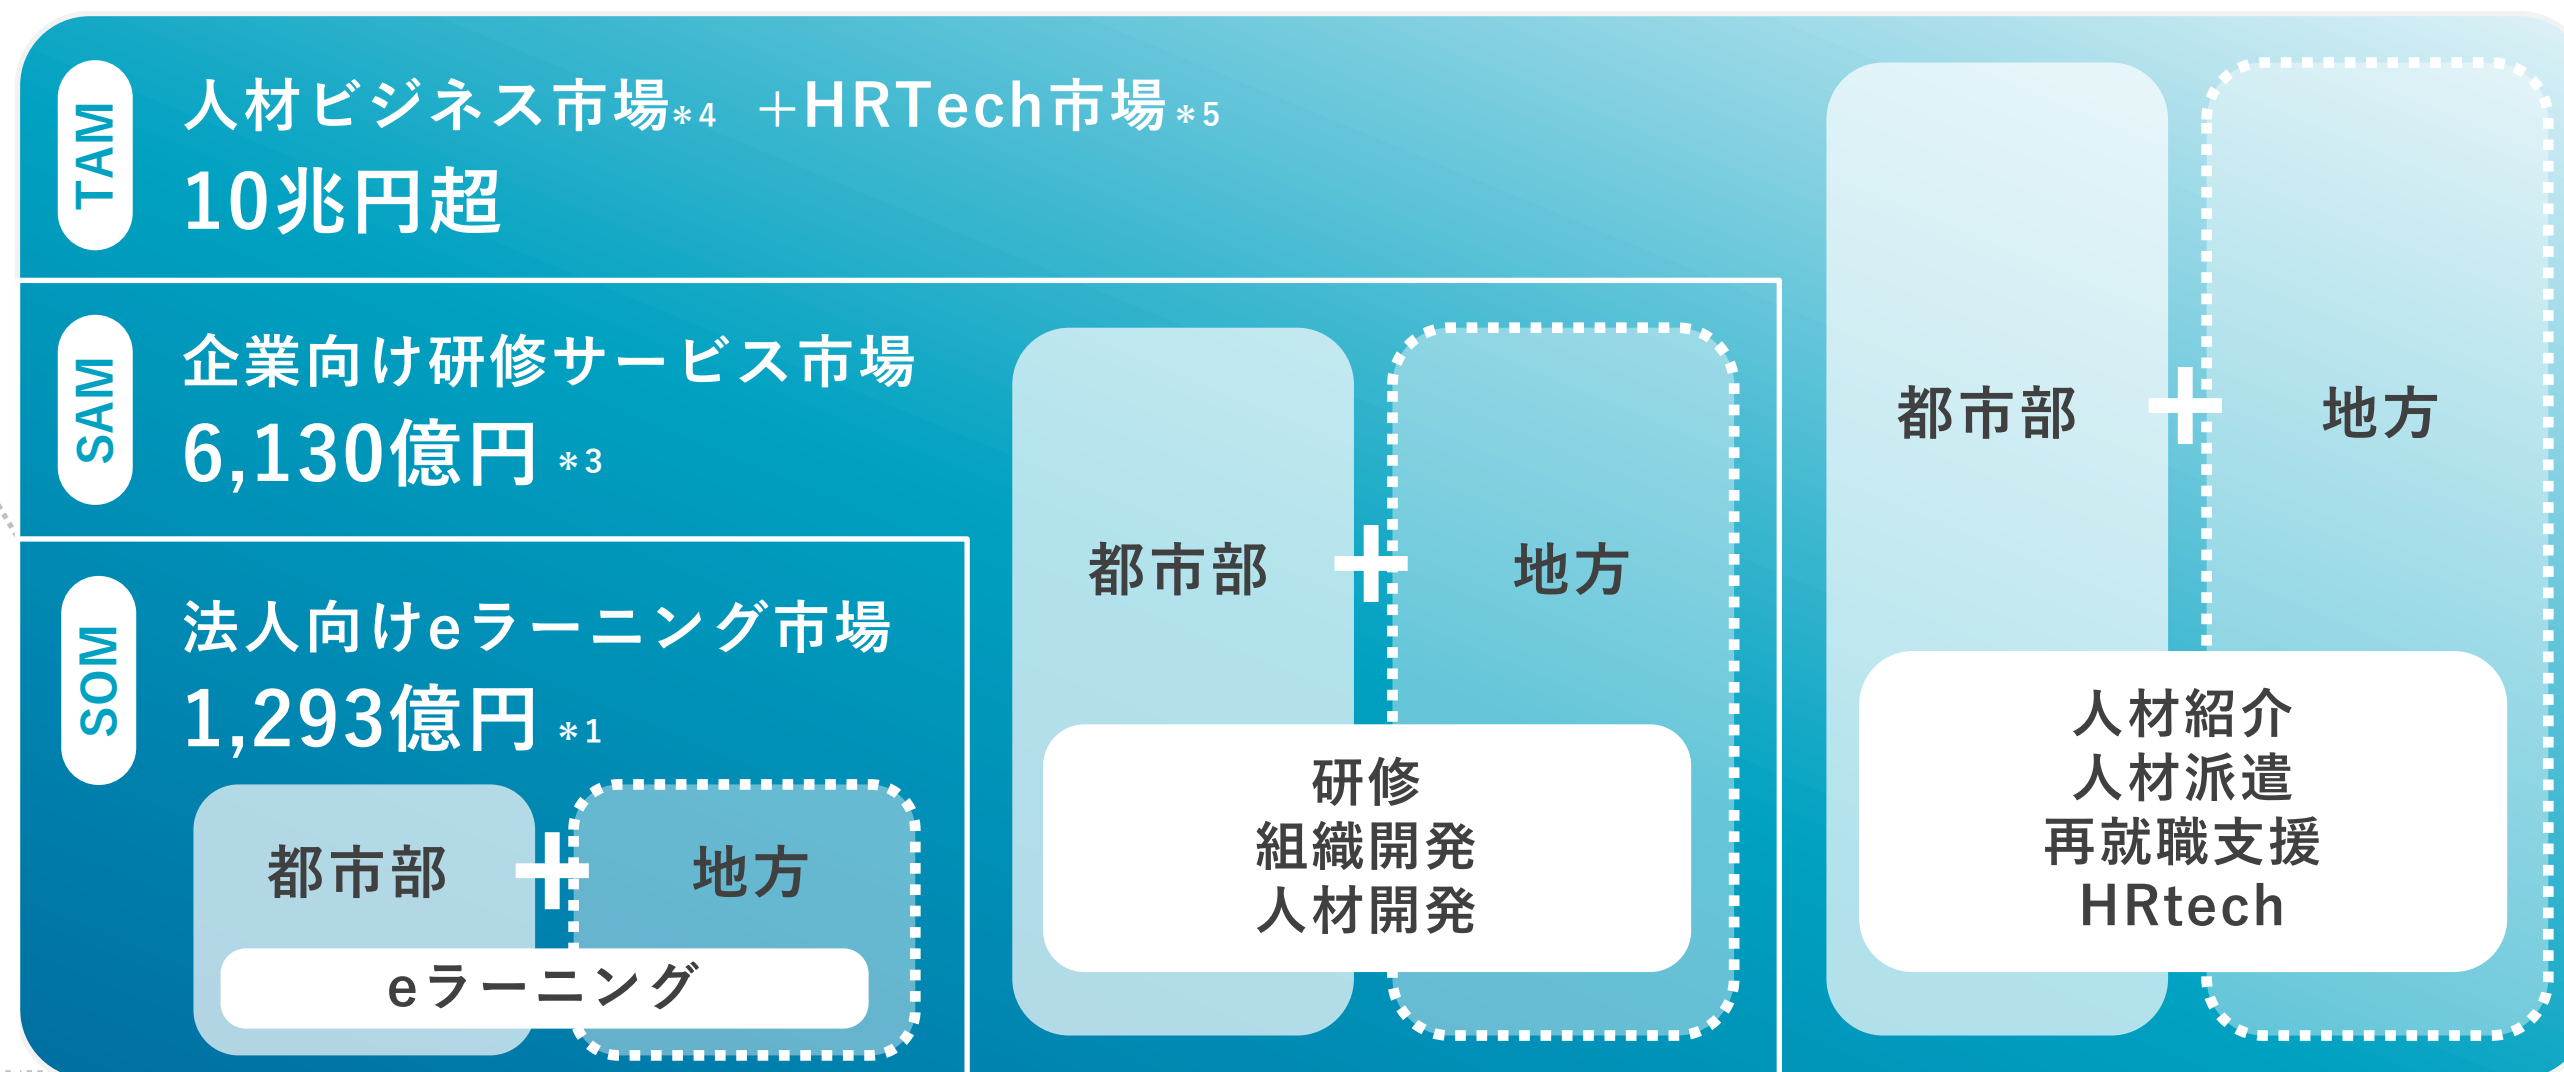 TAM
人材ビジネス市場*4 +HRTech市場*5
10兆円超
SAM
企業向け研修サービス市場
6,130億円 *3
SOM
法人向けeラーニング市場
1,293億円 *1
都市部 + 地方
eラーニング
都市部 + 地方
研修
組織開発
人材開発
都市部 + 地方
人材紹介
人材派遣
再就職支援
HRtech